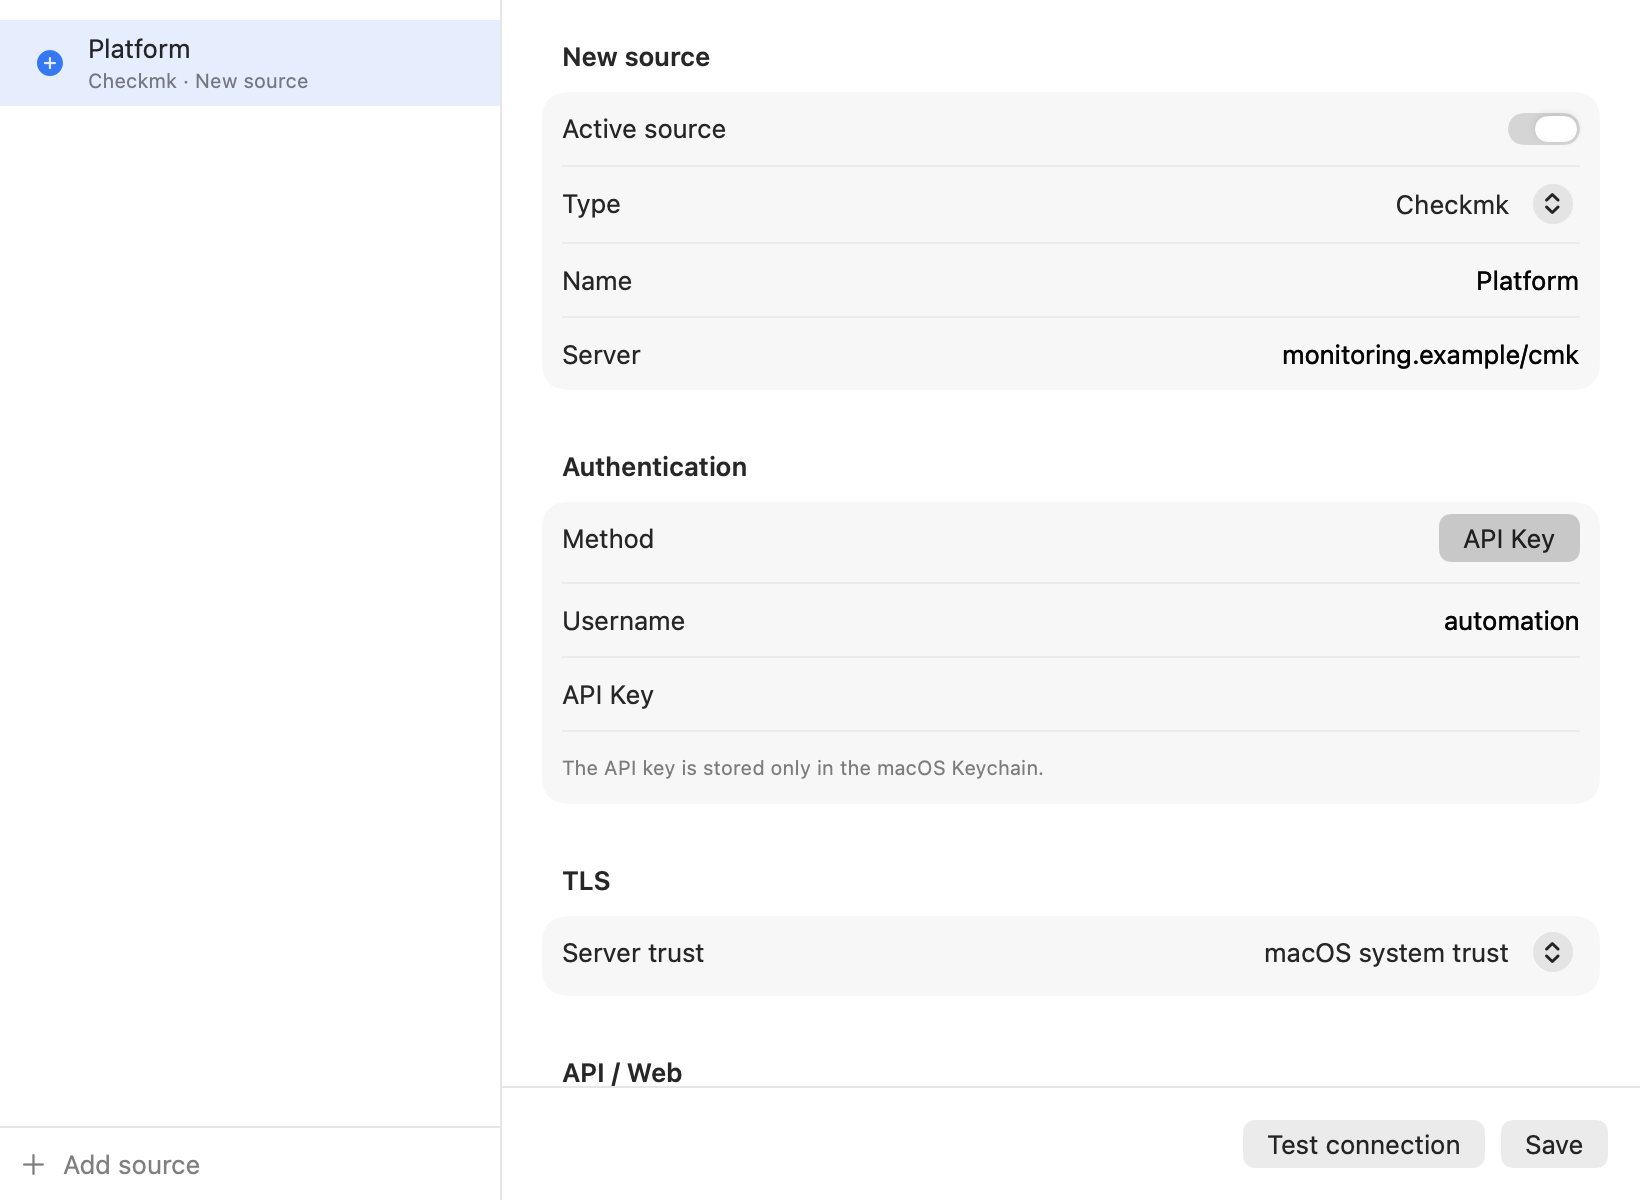 Platform
Checkmk · New source
Add source
New source
Active source
Type
Checkmk
Name
Platform
Server
monitoring.example/cmk
Authentication
Method
API Key
Username
automation
API Key
The API key is stored only in the macOS Keychain.
TLS
Server trust
macOS system trust
API / Web
Test connection
Save